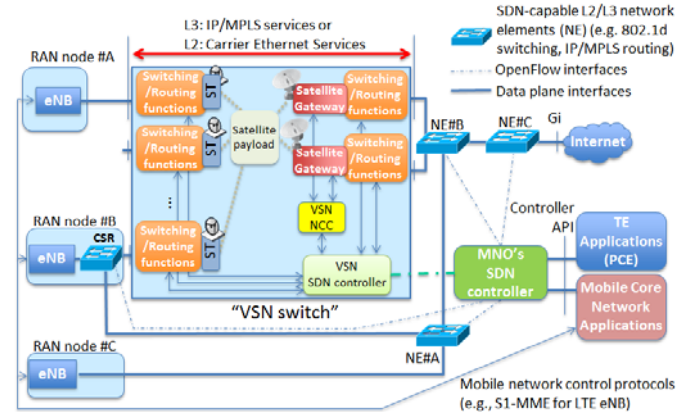 L3: IP/MPLS services or
L2: Carrier Ethernet Services
SDN-capable L2/L3 network
elements (NE) (e.g. 802.1d
switching, IP/MPLS routing)
OpenFlow interfaces
Data plane interfaces
RAN node #A
eNB
Switching
/Routing
functions
ST
Satellite
Gateway
Switching
/Routing
functions
Switching
/Routing
functions
ST
Satellite
payload
Satellite
Gateway
Switching
/Routing
functions
NE#B
NE#C
Gi
Internet
...
RAN node #B
eNB
CSR
Switching
/Routing
functions
ST
VSN
NCC
VSN
SDN controller
"VSN switch"
MNO's
SDN
controller
Controller
API
TE
Applications
(PCE)
Mobile Core
Network
Applications
RAN node #C
eNB
NE#A
Mobile network control protocols
(e.g., S1-MME for LTE eNB)